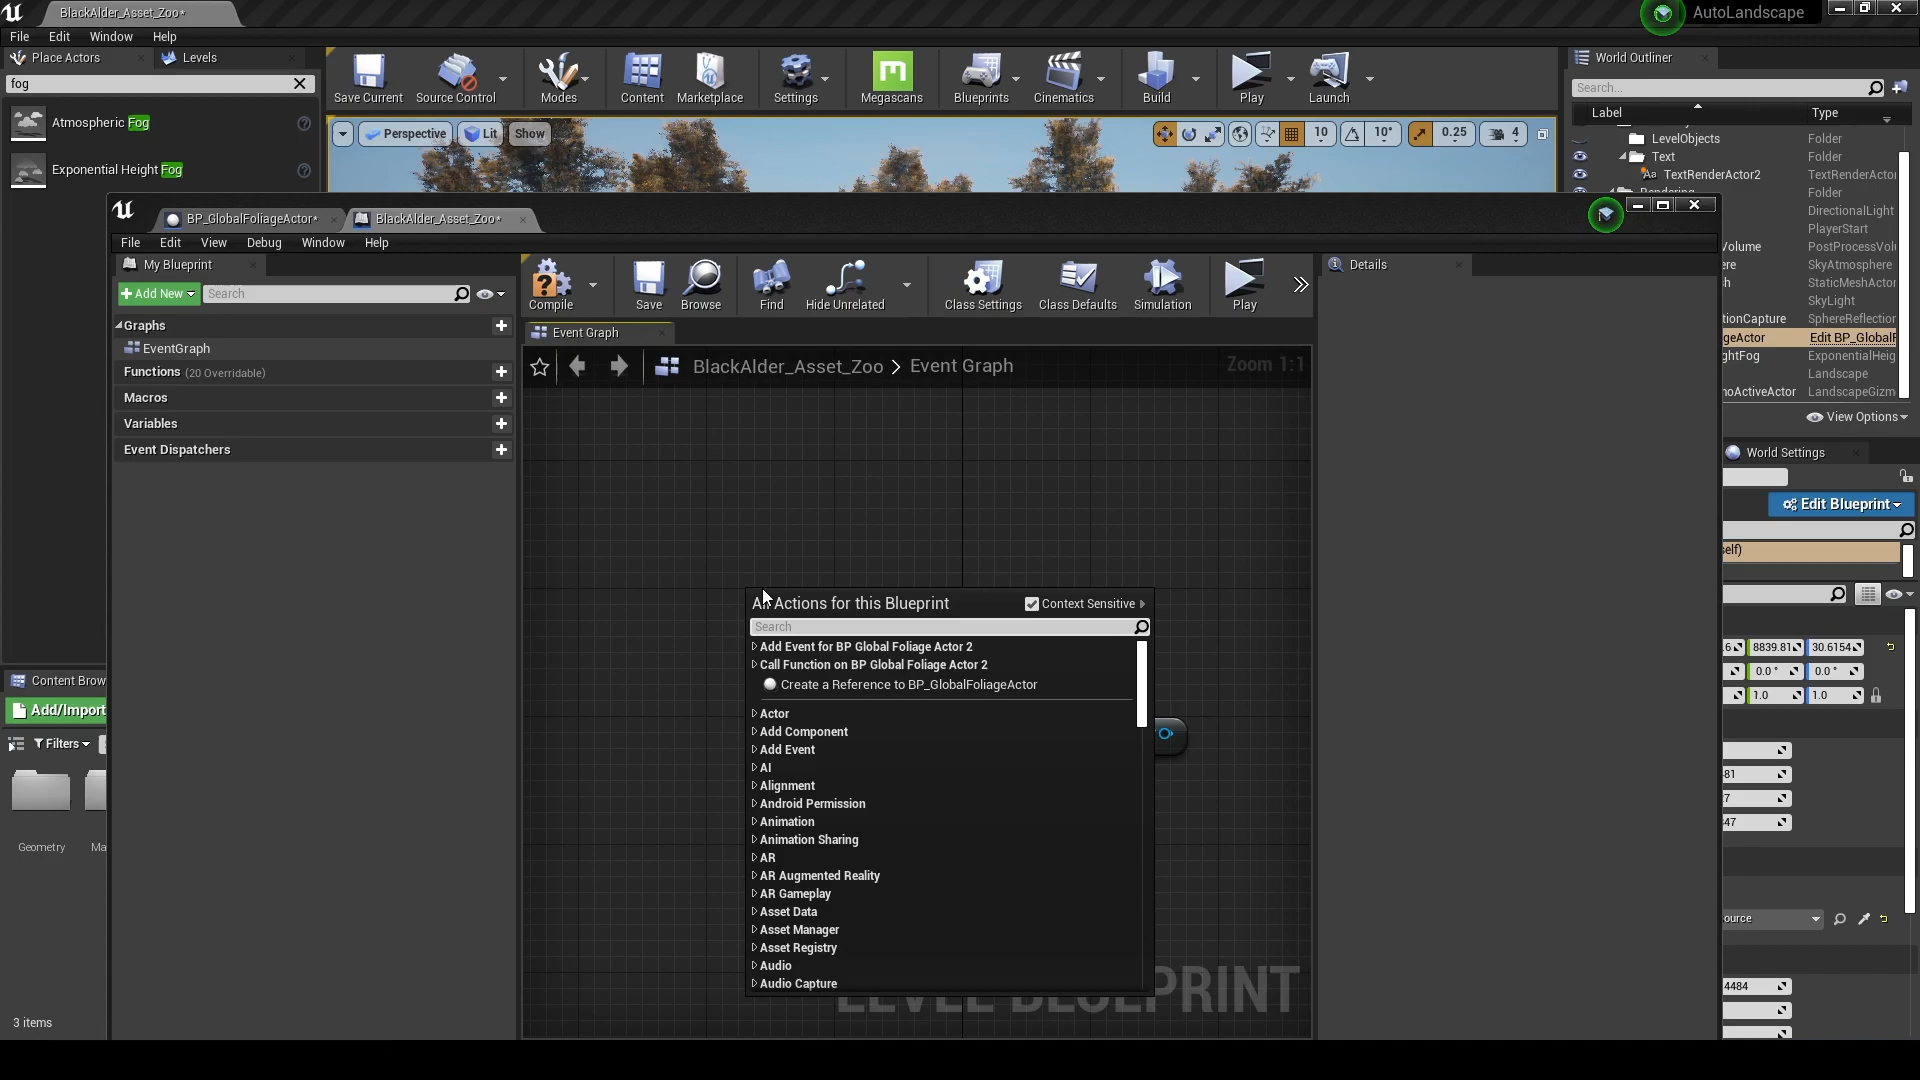 BlackAlder_Asset_Zoo*
AutoLandscape
File Edit Window Help
Place Actors
Levels
fog
Atmospheric Fog
Exponential Height Fog
Save Current
Source Control
Modes
Content
Marketplace
Settings
Megascans
Blueprints
Cinematics
Build
Play
Launch
Perspective
Lit
Show
10
10°
0.25
4
World Outliner
Search...
Label
Type
LevelObjects Folder
Text Folder
TextRenderActor2 TextRenderActor
Folder
DirectionalLight
PlayerStart
Volume PostProcessVolu
ere SkyAtmosphere
sh StaticMeshActor
SkyLight
tionCapture SphereReflection
geActor Edit BP_GlobalF
ghtFog ExponentialHeig
Landscape
noActiveActor LandscapeGizm
View Options
World Settings
Edit Blueprint
self)
8839.81
30.6154
0.0 °
0.0 °
1.0
1.0
81
7
47
ource
4484
BP_GlobalFoliageActor*
BlackAlder_Asset_Zoo*
File Edit View Debug Window Help
My Blueprint
Add New
Search
Graphs
EventGraph
Functions (20 Overridable)
Macros
Variables
Event Dispatchers
Compile
Save
Browse
Find
Hide Unrelated
Class Settings
Class Defaults
Simulation
Play
Details
Event Graph
BlackAlder_Asset_Zoo > Event Graph
Zoom 1:1
All Actions for this Blueprint
Context Sensitive
Search
Add Event for BP Global Foliage Actor 2
Call Function on BP Global Foliage Actor 2
Create a Reference to BP_GlobalFoliageActor
Actor
Add Component
Add Event
AI
Alignment
Android Permission
Animation
Animation Sharing
AR
AR Augmented Reality
AR Gameplay
Asset Data
Asset Manager
Asset Registry
Audio
Audio Capture
LEVEL BLUEPRINT
Content Brow
Add/Import
Filters
Geometry
Ma
3 items